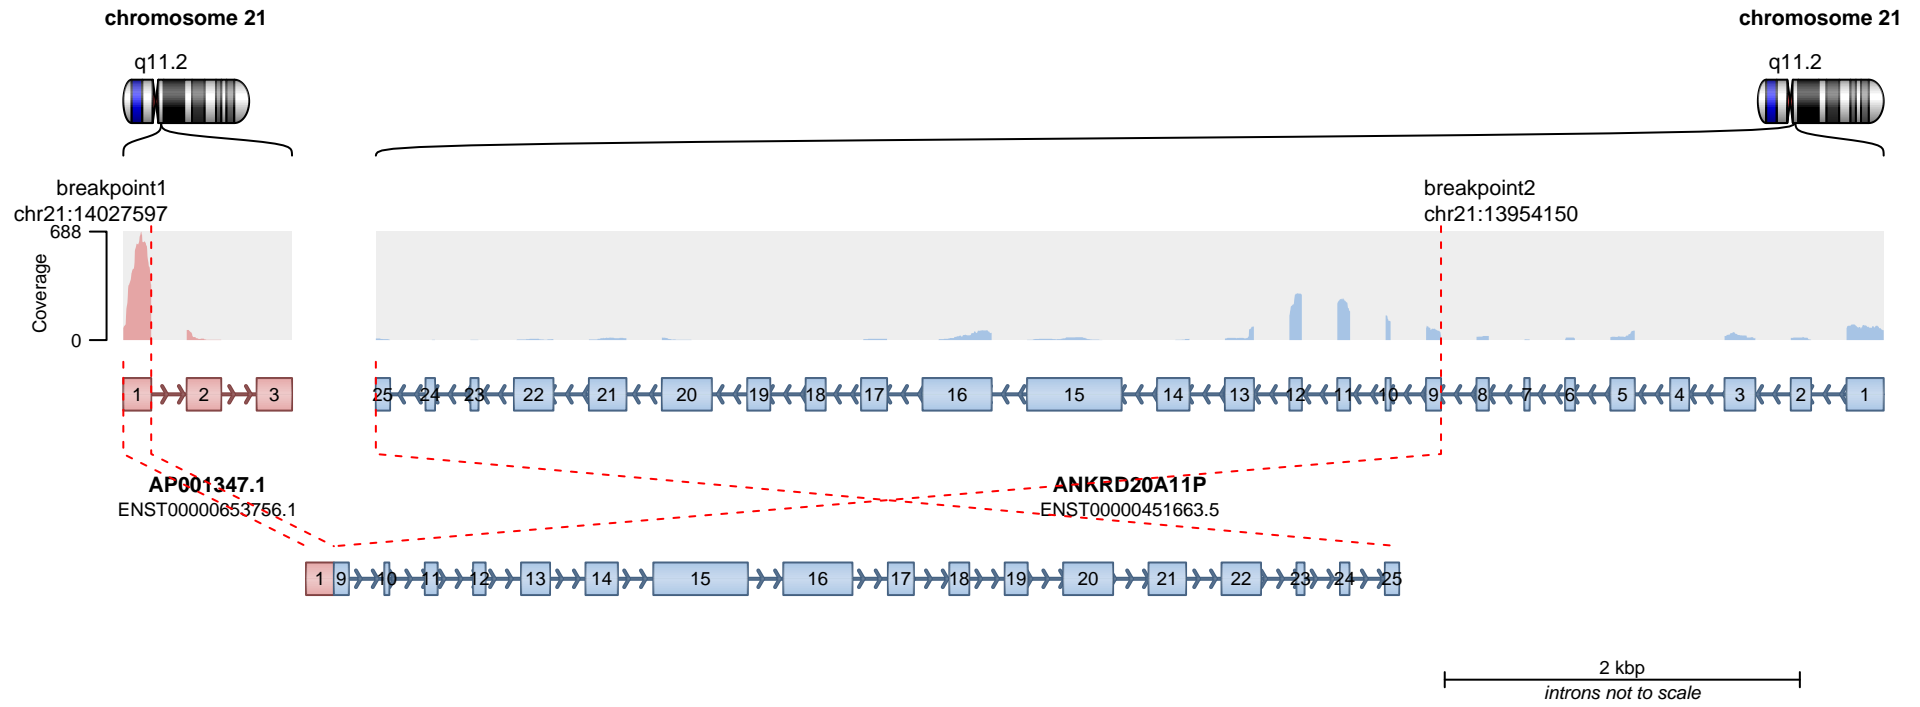 chromosome 21
chromosome 21
q11.2
q11.2
breakpoint1
chr21:14027597
breakpoint2
chr21:13954150
688
Coverage
0
1 2 3
25 24 23 22 21 20 19 18 17 16 15 14 13 12 11 10 9 8 7 6 5 4 3 2 1
AP001347.1
ENST00000653756.1
ANKRD20A11P
ENST00000451663.5
1 9 10 11 12 13 14 15 16 17 18 19 20 21 22 23 24 25
2 kbp
introns not to scale